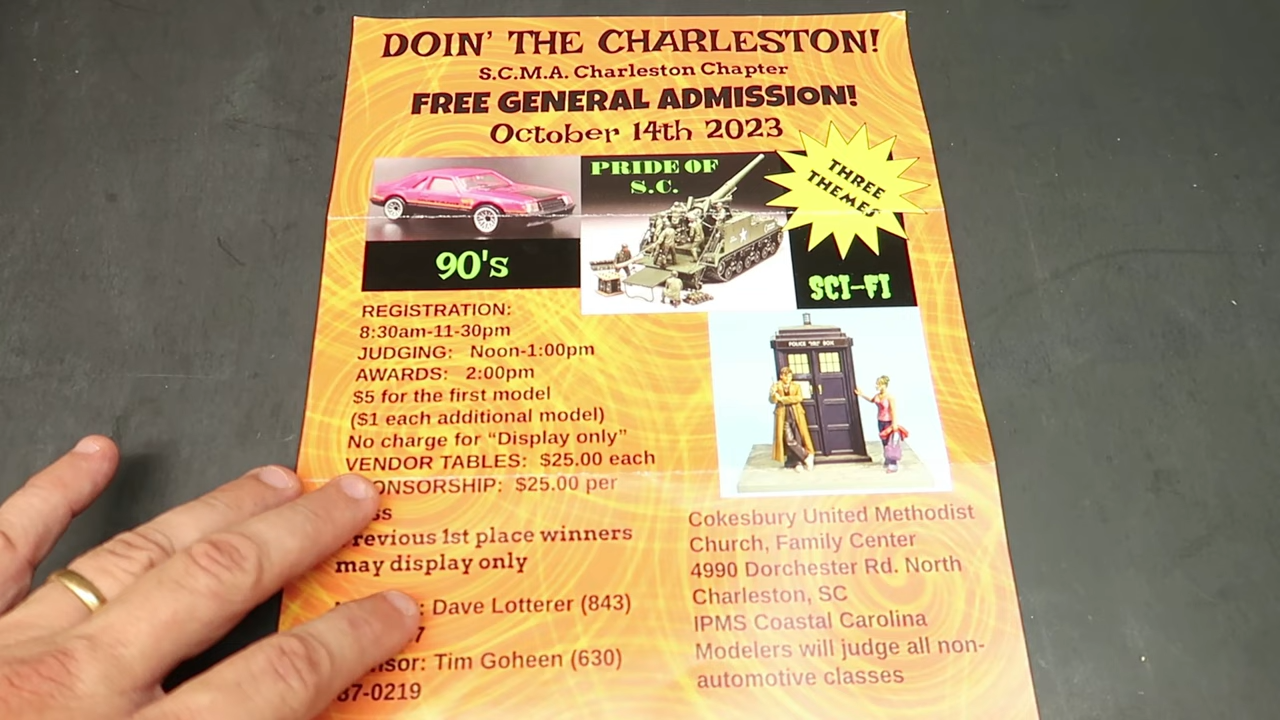 DOIN' THE CHARLESTON!
S.C.M.A. Charleston Chapter
FREE GENERAL ADMISSION!
October 14th 2023
PRIDE OF
S.C.
THREE
THEMES
90's
SCI-FI
POLICE BOX
REGISTRATION:
8:30am-11-30pm
JUDGING: Noon-1:00pm
AWARDS: 2:00pm
$5 for the first model
($1 each additional model)
No charge for "Display only"
VENDOR TABLES: $25.00 each
ONSORSHIP: $25.00 per
ss
revious 1st place winners
may display only
: Dave Lotterer (843)
7
nsor: Tim Goheen (630)
87-0219
Cokesbury United Methodist
Church, Family Center
4990 Dorchester Rd. North
Charleston, SC
IPMS Coastal Carolina
Modelers will judge all non-
automotive classes